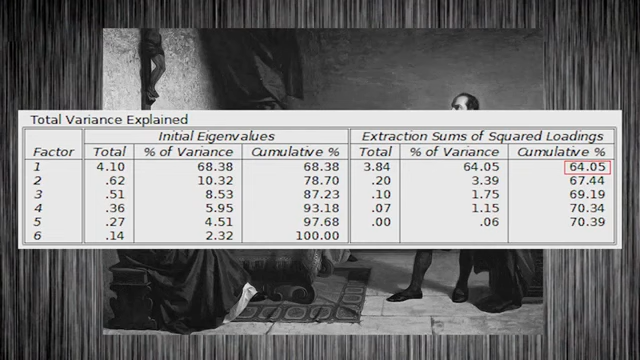 Total Variance Explained
Initial Eigenvalues Extraction Sums of Squared Loadings
Factor Total % of Variance Cumulative % Total % of Variance Cumulative %
1 4.10 68.38 68.38 3.84 64.05 64.05
2 .62 10.32 78.70 .20 3.39 67.44
3 .51 8.53 87.23 .10 1.75 69.19
4 .36 5.95 93.18 .07 1.15 70.34
5 .27 4.51 97.68 .00 .06 70.39
6 .14 2.32 100.00